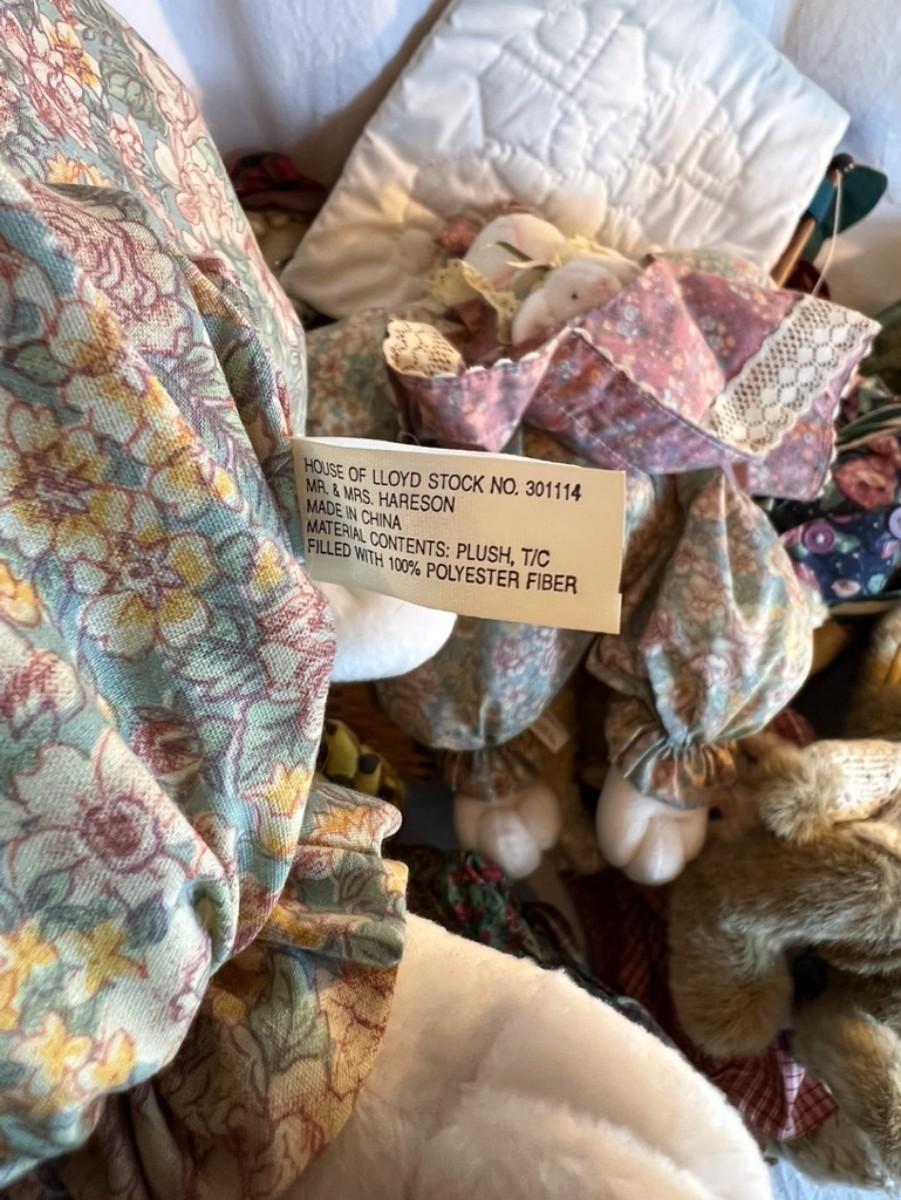 HOUSE OF LLOYD STOCK NO. 301114
MR. & MRS. HARESON
MADE IN CHINA
MATERIAL CONTENTS: PLUSH, T/C
FILLED WITH 100% POLYESTER FIBER